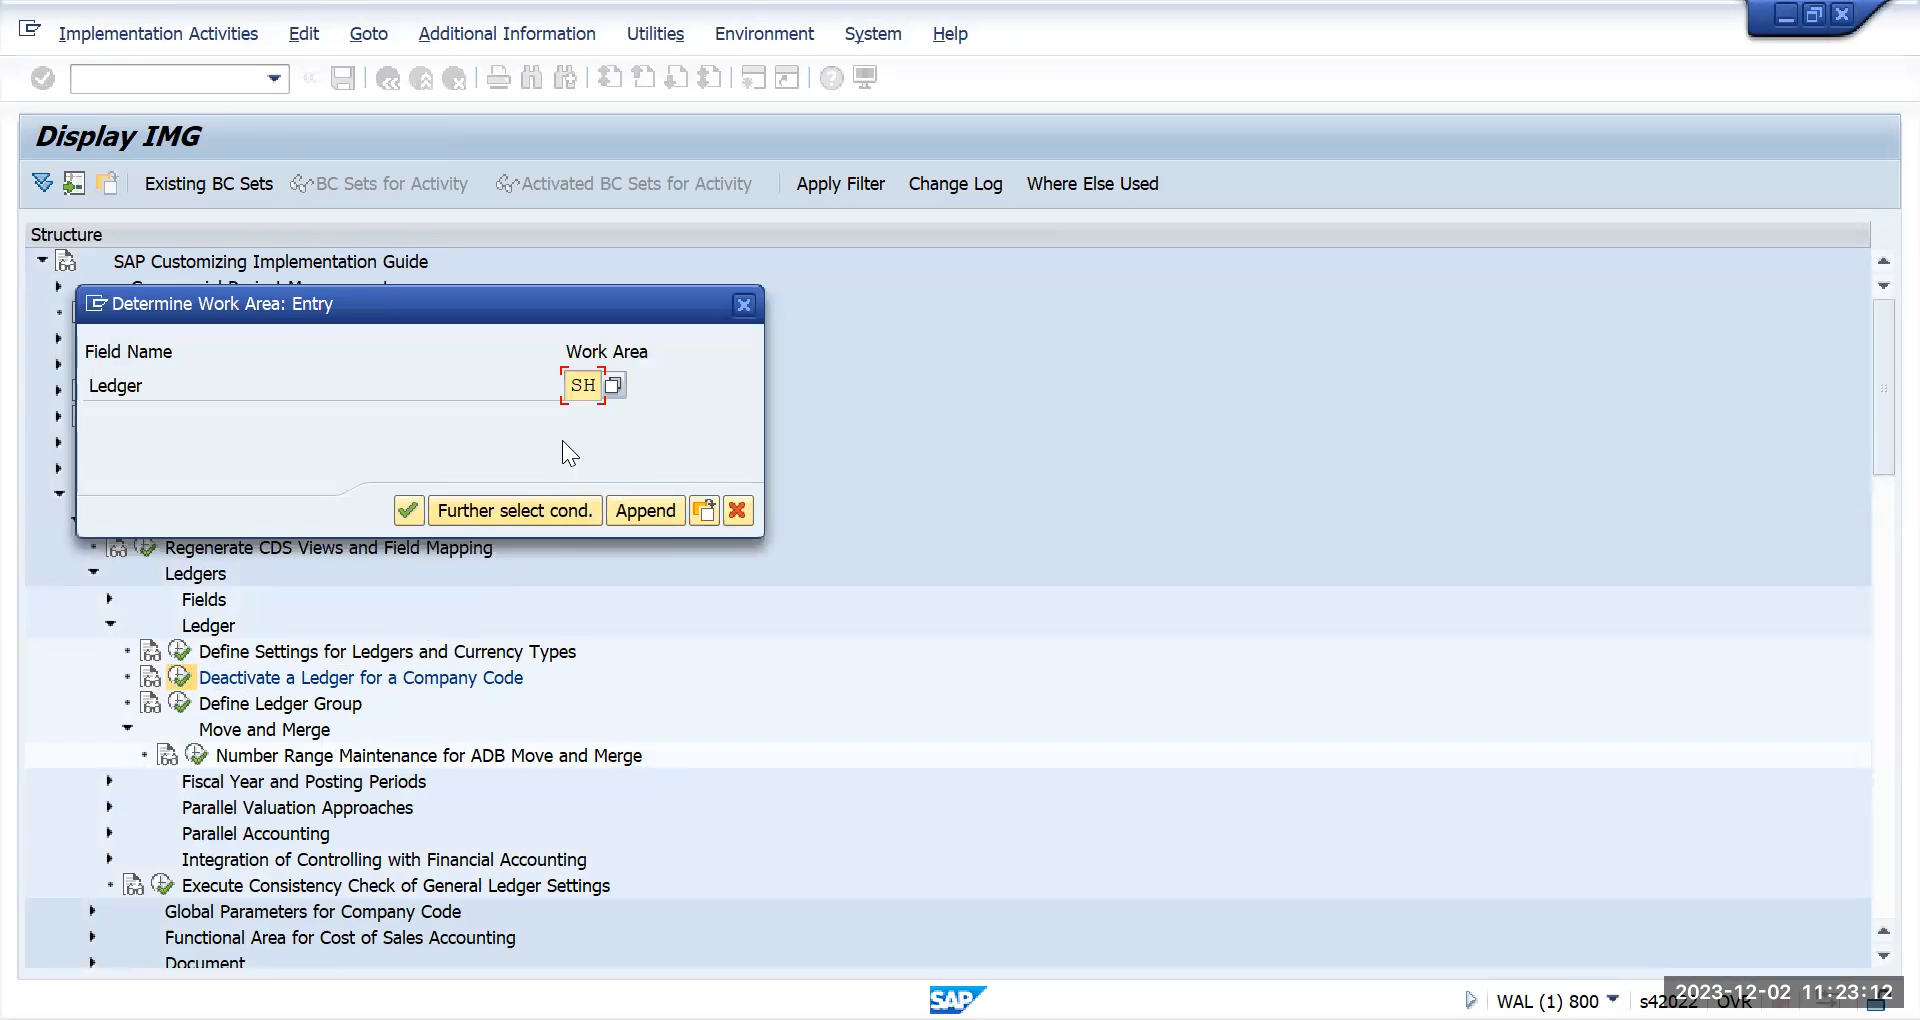 Implementation Activities Edit Goto Additional Information Utilities Environment System Help
Display IMG
Existing BC Sets BC Sets for Activity Activated BC Sets for Activity Apply Filter Change Log Where Else Used
Structure
SAP Customizing Implementation Guide
Determine Work Area: Entry
Field Name Work Area
Ledger SH
Further select cond. Append
Regenerate CDS Views and Field Mapping
Ledgers
Fields
Ledger
Define Settings for Ledgers and Currency Types
Deactivate a Ledger for a Company Code
Define Ledger Group
Move and Merge
Number Range Maintenance for ADB Move and Merge
Fiscal Year and Posting Periods
Parallel Valuation Approaches
Parallel Accounting
Integration of Controlling with Financial Accounting
Execute Consistency Check of General Ledger Settings
Global Parameters for Company Code
Functional Area for Cost of Sales Accounting
Document
SAP WAL (1) 800 s42022 OVR
2023-12-02 11:23:12